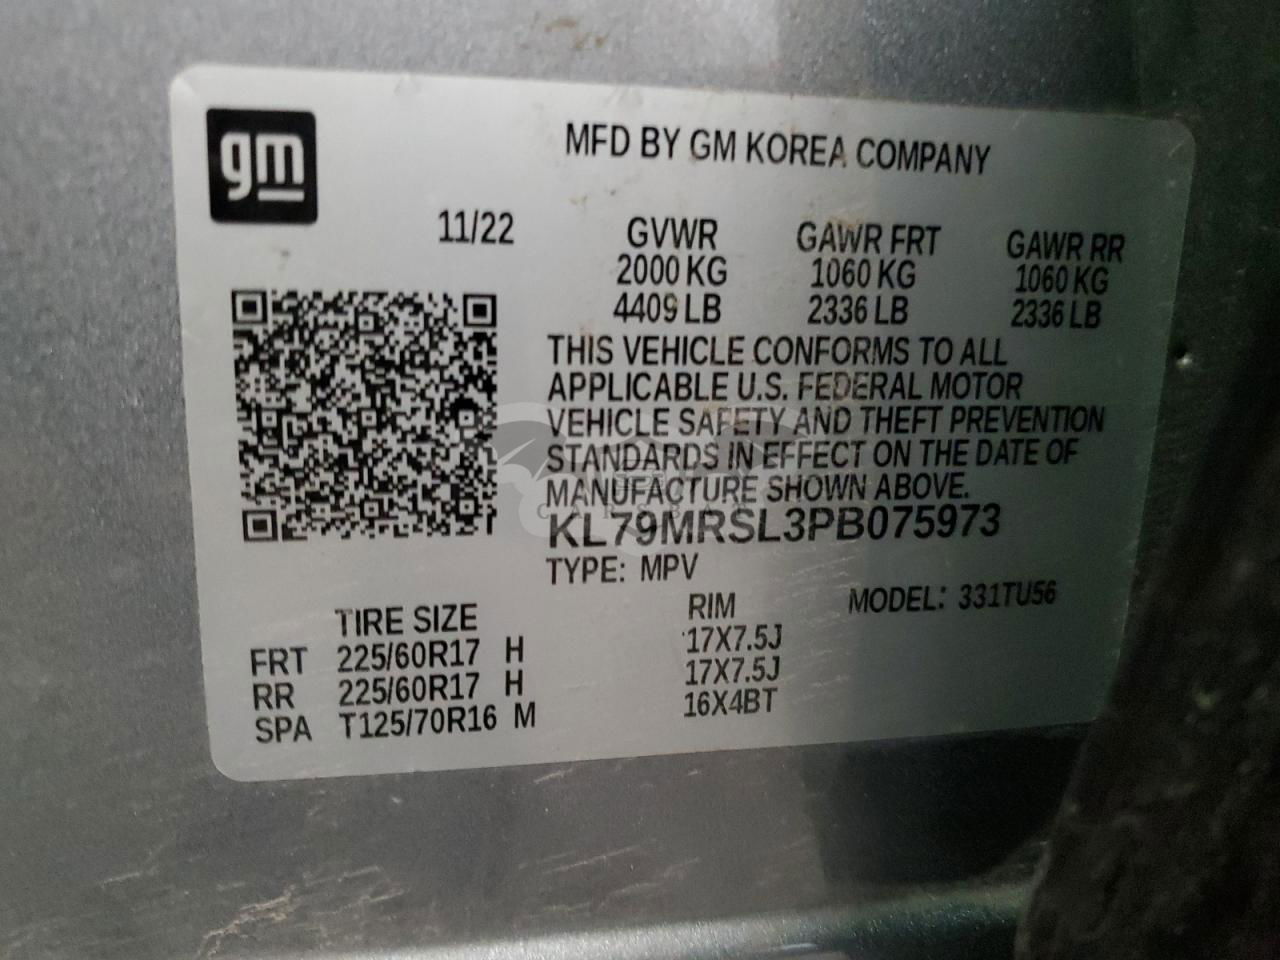 gm
MFD BY GM KOREA COMPANY
11/22
GVWR GAWR FRT GAWR RR
2000 KG 1060 KG 1060 KG
4409 LB 2336 LB 2336 LB
THIS VEHICLE CONFORMS TO ALL
APPLICABLE U.S. FEDERAL MOTOR
VEHICLE SAFETY AND THEFT PREVENTION
STANDARDS IN EFFECT ON THE DATE OF
MANUFACTURE SHOWN ABOVE.
KL79MRSL3PB075973
TYPE: MPV
MODEL: 331TU56
TIRE SIZE RIM
FRT 225/60R17 H 17X7.5J
RR 225/60R17 H 17X7.5J
SPA T125/70R16 M 16X4BT